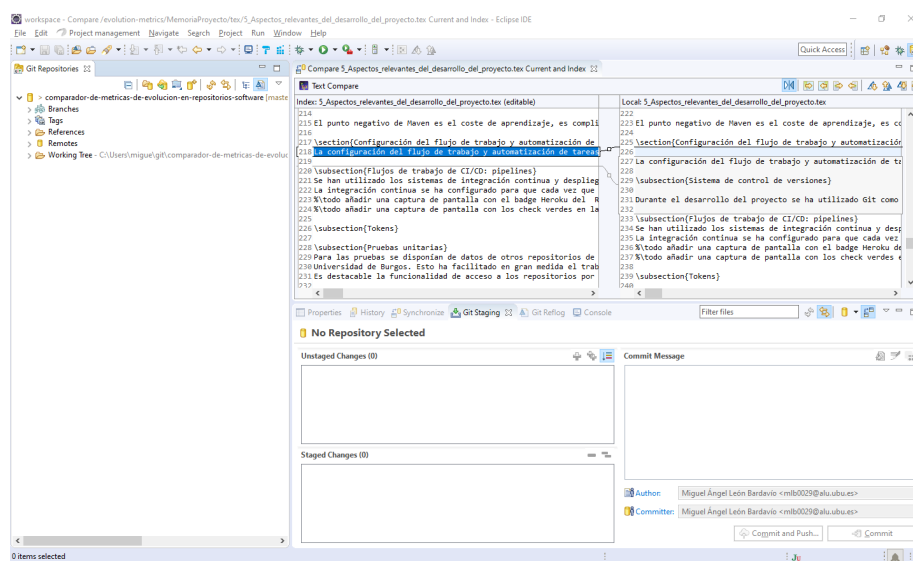 workspace - Compare /evolution-metrics/MemoriaProyecto/tex/5_Aspectos_relevantes_del_desarrollo_del_proyecto.tex Current and Index - Eclipse IDE
File Edit Project management Navigate Search Project Run Window Help
Quick Access
Git Repositories
> comparador-de-metricas-de-evolucion-en-repositorios-software [maste
Branches
Tags
References
Remotes
Working Tree - C:\Users\migue\git\comparador-de-metricas-de-evoluc
Compare 5_Aspectos_relevantes_del_desarrollo_del_proyecto.tex Current and Index
Text Compare
Index: 5_Aspectos_relevantes_del_desarrollo_del_proyecto.tex (editable)
214
215 El punto negativo de Maven es el coste de aprendizaje, es compli
216
217 \section{Configuración del flujo de trabajo y automatización de
218 La configuración del flujo de trabajo y automatización de tareas
219
220 \subsection{Flujos de trabajo de CI/CD: pipelines}
221 Se han utilizado los sistemas de integración continua y desplieg
222 La integración continua se ha configurado para que cada vez que
223 %\todo añadir una captura de pantalla con el badge Heroku del R
224 %\todo añadir una captura de pantalla con los check verdes en la
225
226 \subsection{Tokens}
227
228 \subsection{Pruebas unitarias}
229 Para las pruebas se disponían de datos de otros repositorios de
230 Universidad de Burgos. Esto ha facilitado en gran medida el trab
231 Es destacable la funcionalidad de acceso a los repositorios por
232
Local: 5_Aspectos_relevantes_del_desarrollo_del_proyecto.tex
222
223 El punto negativo de Maven es el coste de aprendizaje, es co
224
225 \section{Configuración del flujo de trabajo y automatización
226
227 La configuración del flujo de trabajo y automatización de ta
228
229 \subsection{Sistema de control de versiones}
230
231 Durante el desarrollo del proyecto se ha utilizado Git como
232
233 \subsection{Flujos de trabajo de CI/CD: pipelines}
234 Se han utilizado los sistemas de integración continua y desp
235 La integración continua se ha configurado para que cada vez
236 %\todo añadir una captura de pantalla con el badge Heroku de
237 %\todo añadir una captura de pantalla con los check verdes e
238
239 \subsection{Tokens}
240
Properties History Synchronize Git Staging Git Reflog Console
Filter files
No Repository Selected
Unstaged Changes (0)
Staged Changes (0)
Commit Message
Author: Miguel Ángel León Bardavío <mlb0029@alu.ubu.es>
Committer: Miguel Ángel León Bardavío <mlb0029@alu.ubu.es>
Commit and Push...
Commit
0 items selected